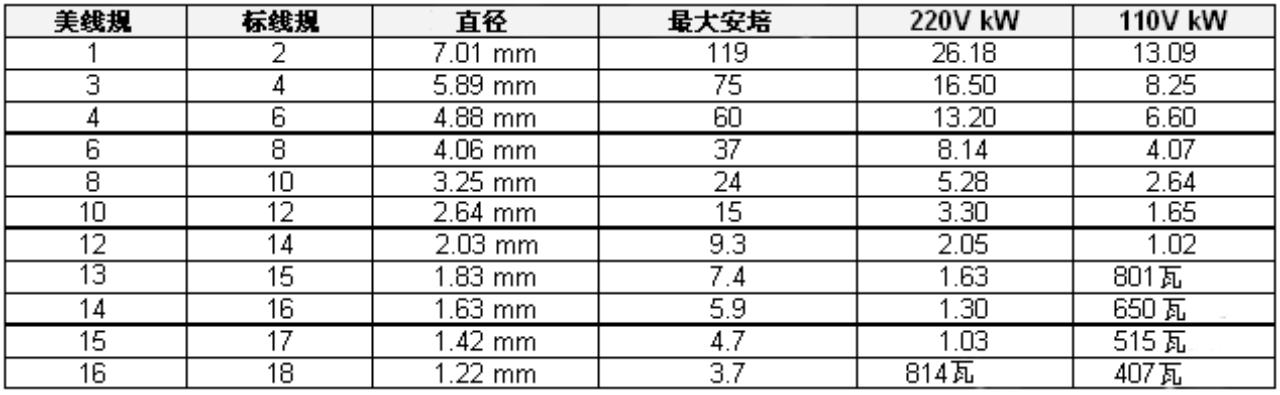 美线规 标线规 直径 最大安培 220V kW 110V kW
1 2 7.01 mm 119 26.18 13.09
3 4 5.89 mm 75 16.50 8.25
4 6 4.88 mm 60 13.20 6.60
6 8 4.06 mm 37 8.14 4.07
8 10 3.25 mm 24 5.28 2.64
10 12 2.64 mm 15 3.30 1.65
12 14 2.03 mm 9.3 2.05 1.02
13 15 1.83 mm 7.4 1.63 801瓦
14 16 1.63 mm 5.9 1.30 650 瓦
15 17 1.42 mm 4.7 1.03 515 瓦
16 18 1.22 mm 3.7 814瓦 407瓦